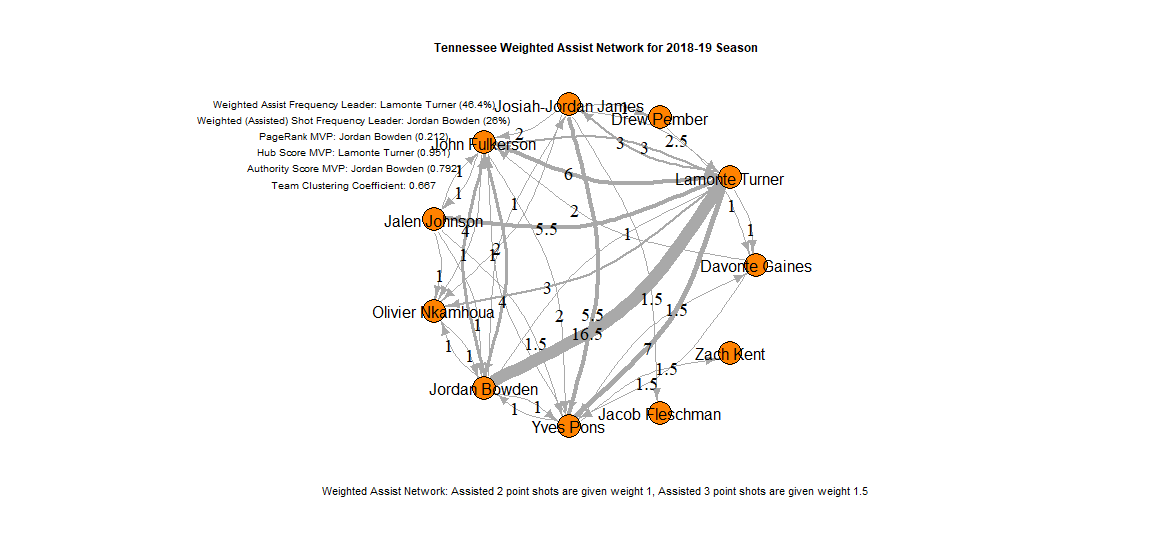 Tennessee Weighted Assist Network for 2018-19 Season
Weighted Assist Frequency Leader: Lamonte Turner (46.4%)
Weighted (Assisted) Shot Frequency Leader: Jordan Bowden (26%)
PageRank MVP: Jordan Bowden (0.212)
Hub Score MVP: Lamonte Turner (0.951)
Authority Score MVP: Jordan Bowden (0.792)
Team Clustering Coefficient: 0.667
Josiah-Jordan James
1
Drew Pember
2
3
3
2.5
John Fulkerson
6
Lamonte Turner
1
1
1
2
1
Jalen Johnson
4
5.5
1
1
1
2
1
Davonte Gaines
1
3
4
1.5
1.5
Olivier Nkamhoua
2
5.5
1
16.5
1
1
1.5
7
Zach Kent
1.5
1.5
Jordan Bowden
1
1
Jacob Fleschman
Yves Pons
Weighted Assist Network: Assisted 2 point shots are given weight 1, Assisted 3 point shots are given weight 1.5